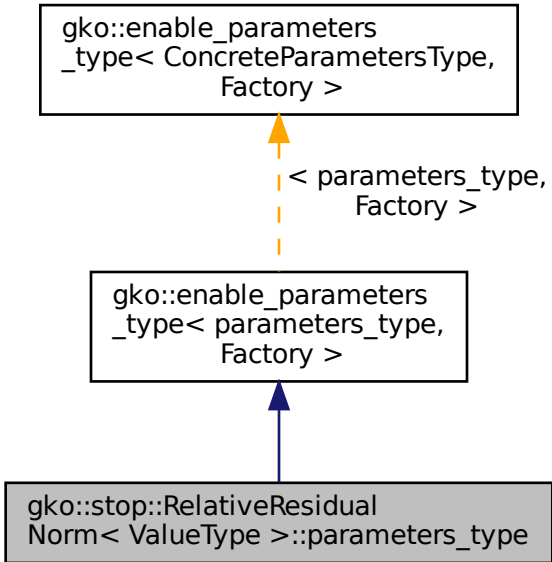 gko::enable_parameters
_type< ConcreteParametersType,
Factory >
< parameters_type,
Factory >
gko::enable_parameters
_type< parameters_type,
Factory >
gko::stop::RelativeResidual
Norm< ValueType >::parameters_type